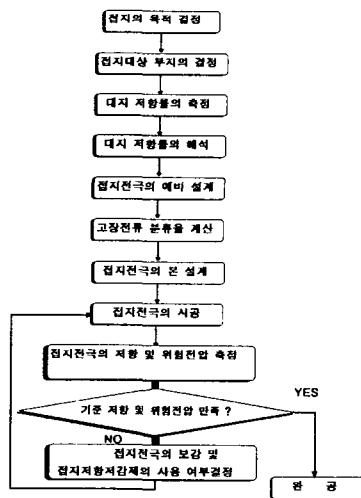 접지의 목적 결정
접지대상 부지의 결정
대지 저항률의 측정
대지 저항률의 해석
접지전극의 예비 설계
고장전류 분류율 계산
접지전극의 본 설계
접지전극의 시공
접지전극의 저항 및 위험전압 측정
기준 저항 및 위험전압 만족 ?
YES
NO
접지전극의 보강 및
접지저항저감제의 사용 여부결정
완 공